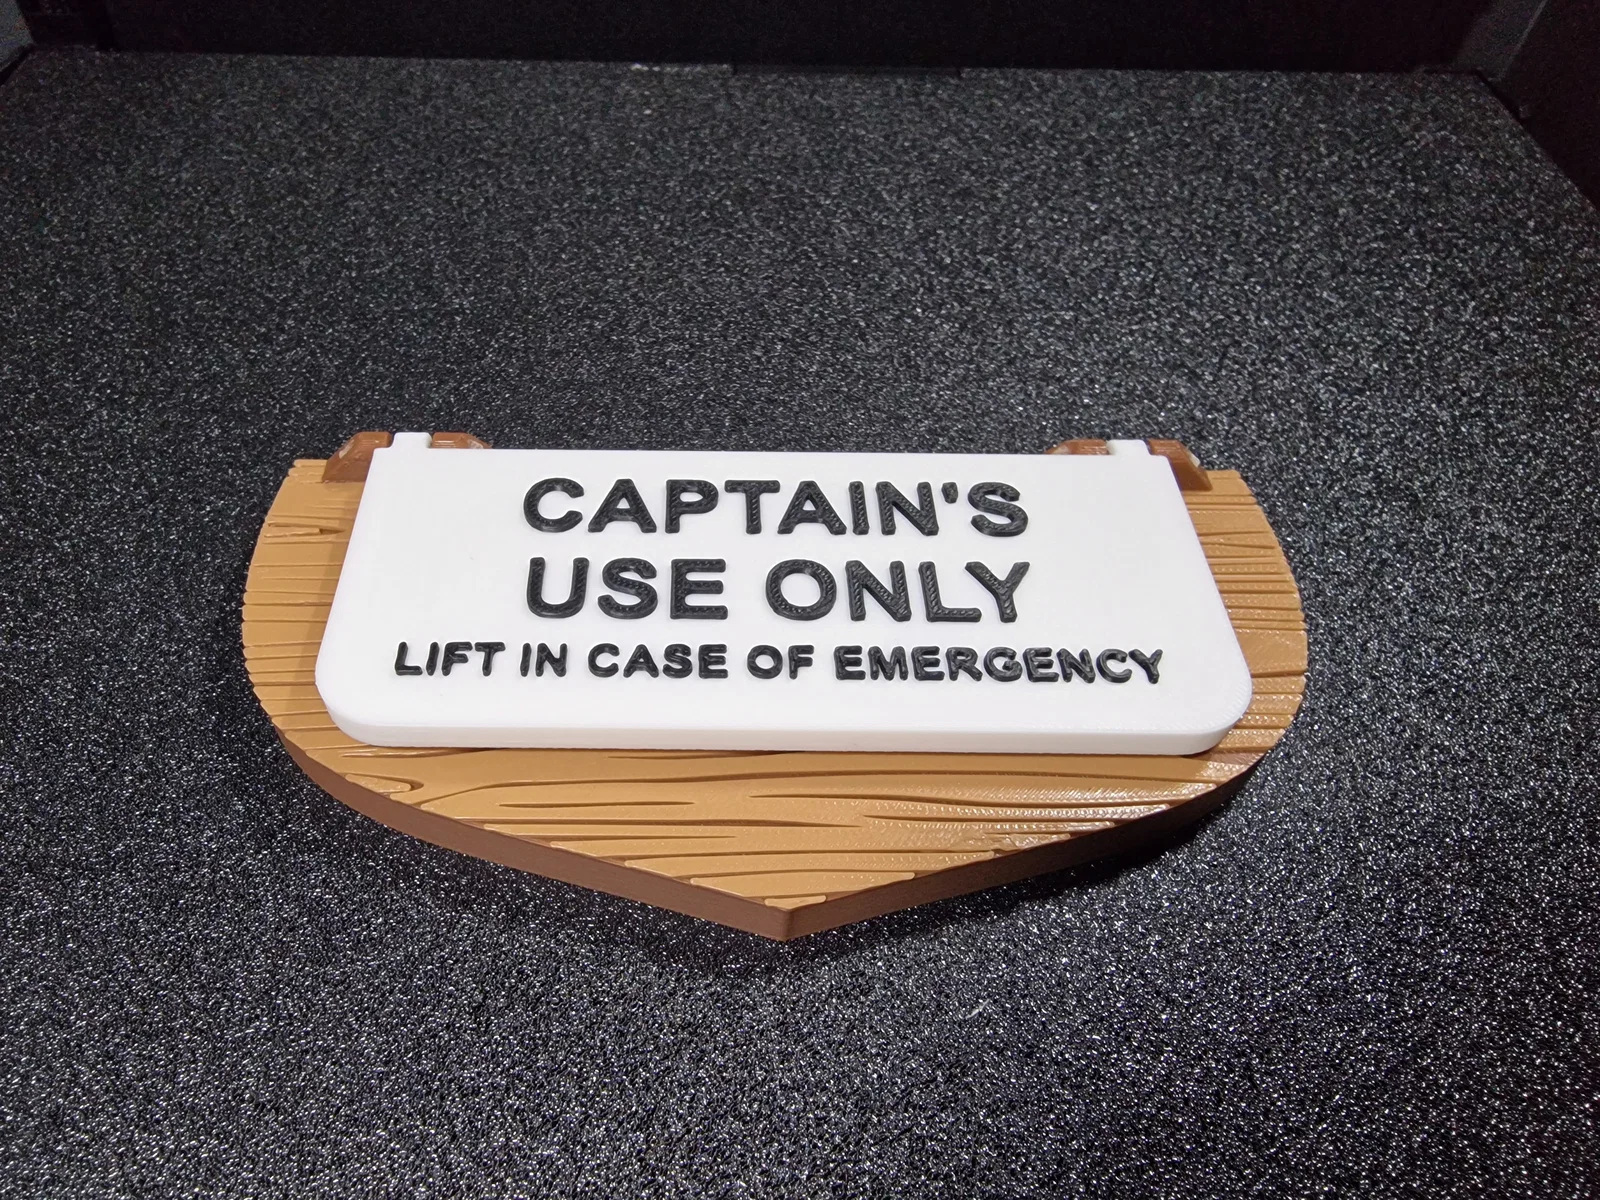 CAPTAIN'S
USE ONLY
LIFT IN CASE OF EMERGENCY